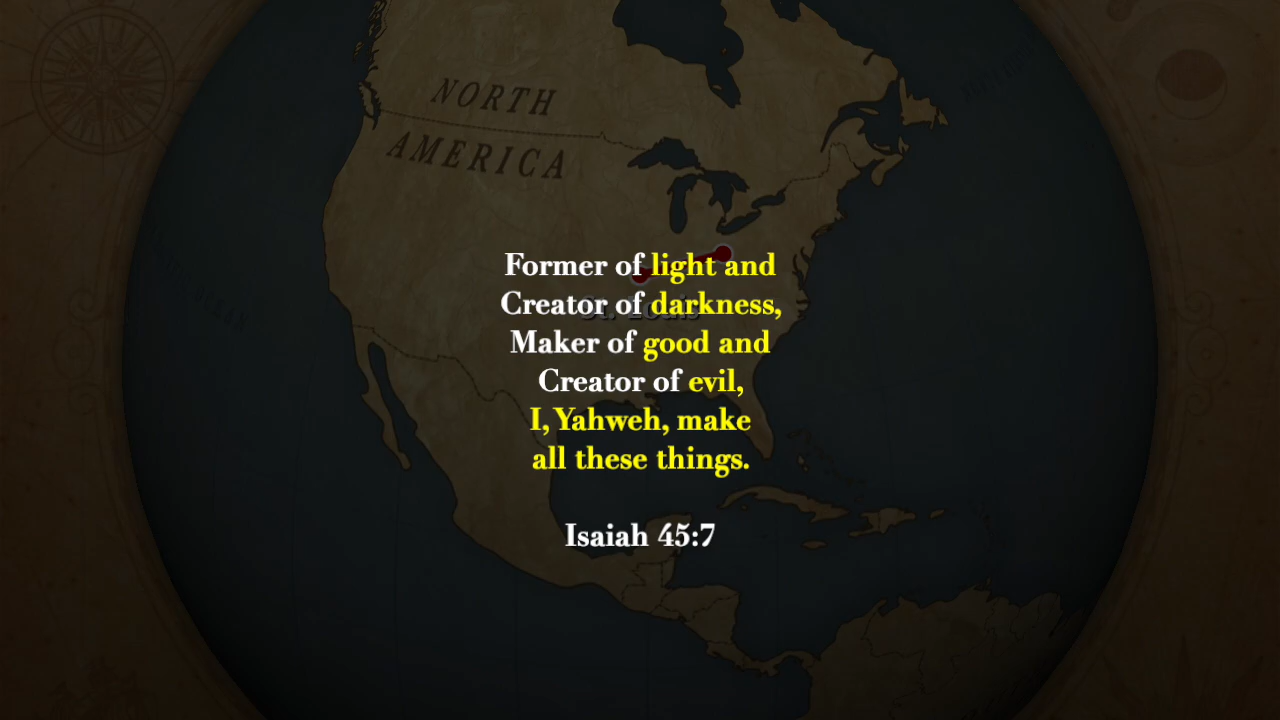 NORTH
AMERICA
Former of light and
Creator of darkness,
Maker of good and
Creator of evil,
I, Yahweh, make
all these things.
Isaiah 45:7